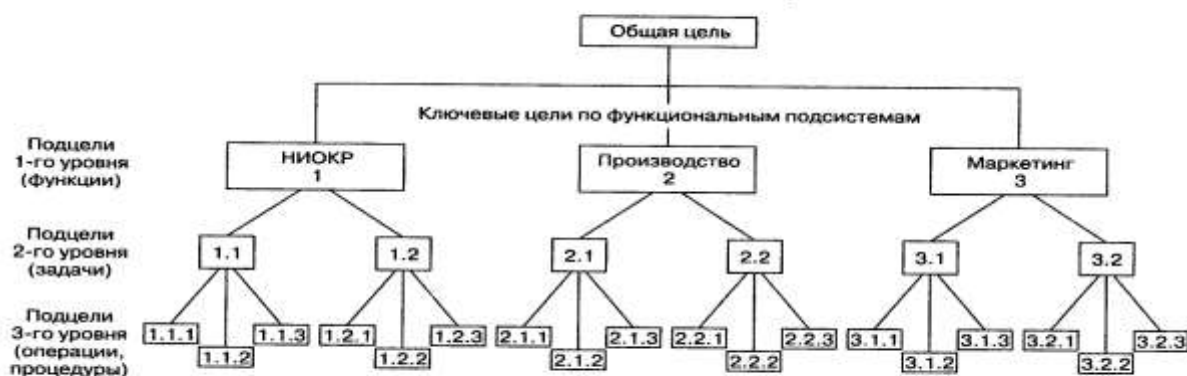 Общая цель
Ключевые цели по функциональным подсистемам
Подцели
1-го уровня
(функции)
НИОКР
1
Производство
2
Маркетинг
3
Подцели
2-го уровня
(задачи)
1.1
1.2
2.1
2.2
3.1
3.2
Подцели
3-го уровня
(операции,
процедуры)
1.1.1
1.1.2
1.1.3
1.2.1
1.2.2
1.2.3
2.1.1
2.1.2
2.1.3
2.2.1
2.2.2
2.2.3
3.1.1
3.1.2
3.1.3
3.2.1
3.2.2
3.2.3